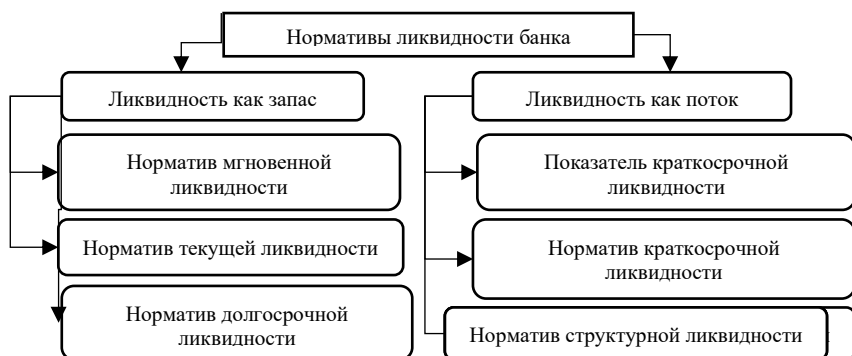 Нормативы ликвидности банка
Ликвидность как запас
Ликвидность как поток
Норматив мгновенной
ликвидности
Показатель краткосрочной
ликвидности
Норматив текущей ликвидности
Норматив краткосрочной
ликвидности
Норматив долгосрочной
ликвидности
Норматив структурной ликвидности